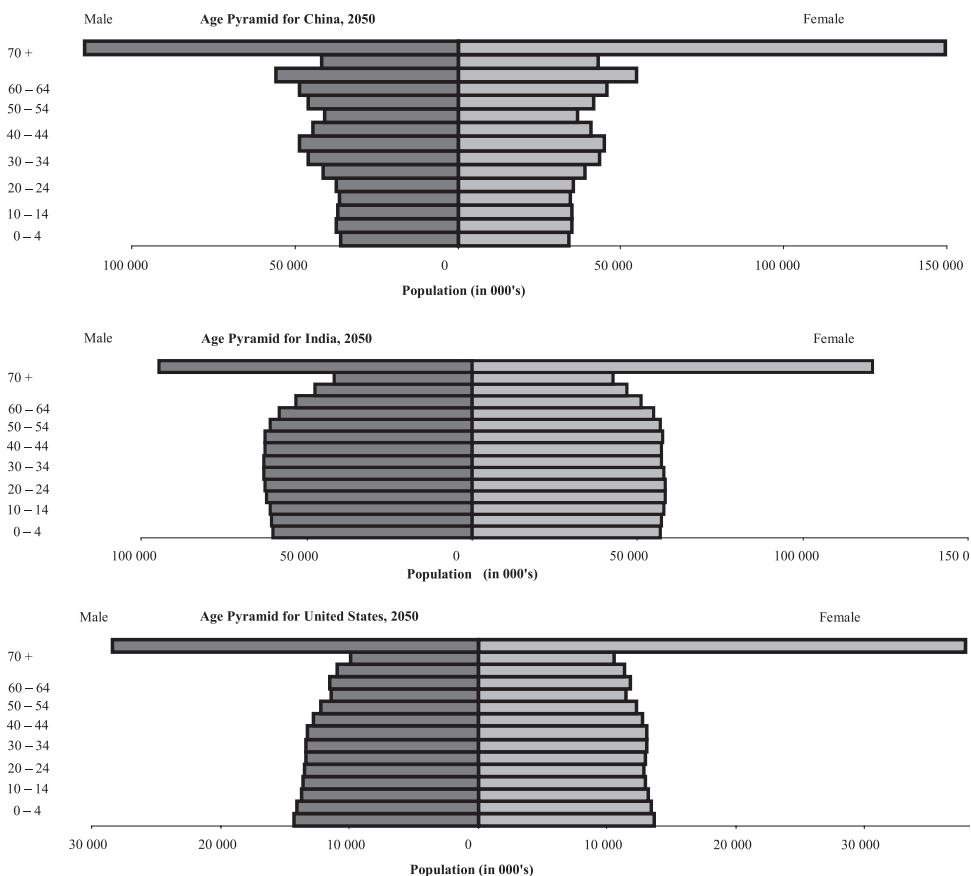 Male Age Pyramid for China, 2050 Female
70 +
60 – 64
50 – 54
40 – 44
30 – 34
20 – 24
10 – 14
0 – 4
100 000 50 000 0 50 000 100 000 150 000
Population (in 000's)
Male Age Pyramid for India, 2050 Female
70 +
60 – 64
50 – 54
40 – 44
30 – 34
20 – 24
10 – 14
0 – 4
100 000 50 000 0 50 000 100 000 150 0
Population (in 000's)
Male Age Pyramid for United States, 2050 Female
70 +
60 – 64
50 – 54
40 – 44
30 – 34
20 – 24
10 – 14
0 – 4
30 000 20 000 10 000 0 10 000 20 000 30 000
Population (in 000's)